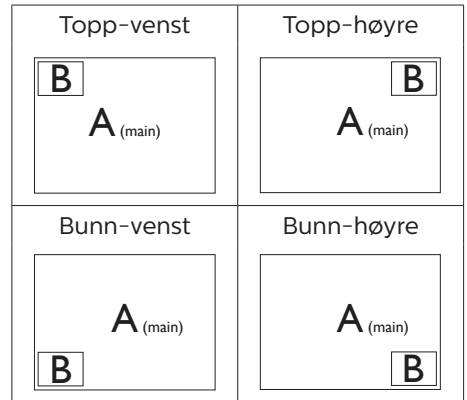 Topp-venst
Topp-høyre
B
A (main)
B
A (main)
Bunn-venst
Bunn-høyre
A (main)
B
A (main)
B